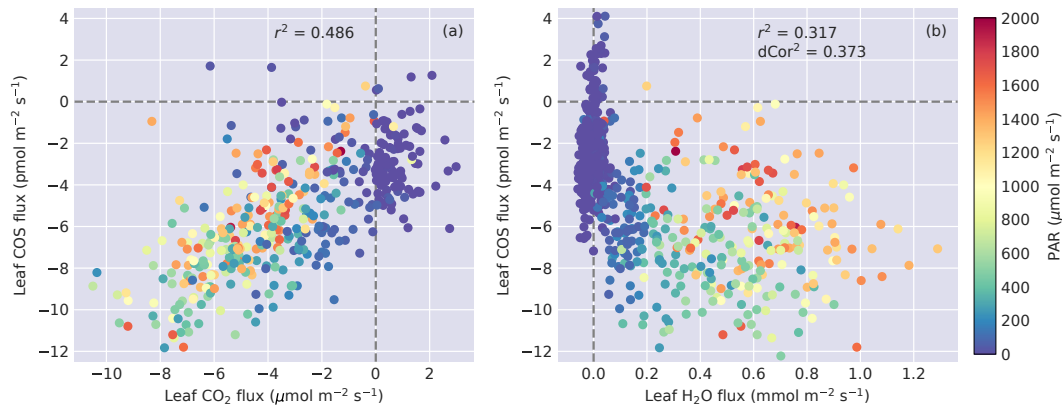 r² = 0.486
(a)
4
2
0
−2
−4
−6
−8
−10
−12
Leaf COS flux (pmol m⁻² s⁻¹)
−10 −8 −6 −4 −2 0 2
Leaf CO₂ flux (μmol m⁻² s⁻¹)
r² = 0.317
dCor² = 0.373
(b)
4
2
0
−2
−4
−6
−8
−10
−12
Leaf COS flux (pmol m⁻² s⁻¹)
0.0 0.2 0.4 0.6 0.8 1.0 1.2
Leaf H₂O flux (mmol m⁻² s⁻¹)
2000
1800
1600
1400
1200
1000
800
600
400
200
0
PAR (μmol m⁻² s⁻¹)